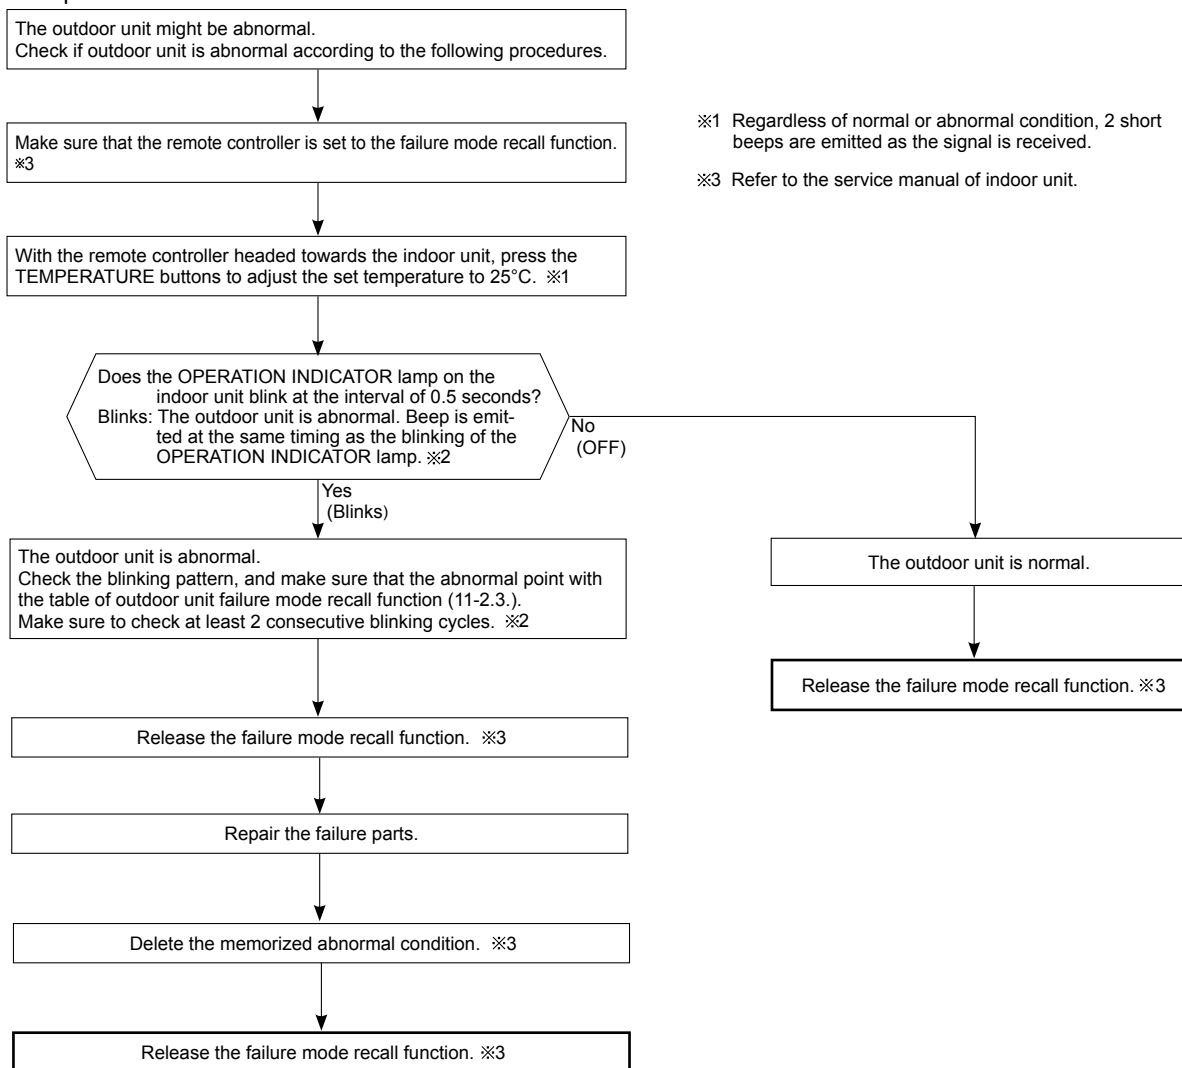 The outdoor unit might be abnormal.
Check if outdoor unit is abnormal according to the following procedures.
Make sure that the remote controller is set to the failure mode recall function.
※3
※1 Regardless of normal or abnormal condition, 2 short
beeps are emitted as the signal is received.
※3 Refer to the service manual of indoor unit.
With the remote controller headed towards the indoor unit, press the
TEMPERATURE buttons to adjust the set temperature to 25°C. ※1
Does the OPERATION INDICATOR lamp on the
indoor unit blink at the interval of 0.5 seconds?
Blinks: The outdoor unit is abnormal. Beep is emit-
ted at the same timing as the blinking of the
OPERATION INDICATOR lamp. ※2
No
(OFF)
Yes
(Blinks)
The outdoor unit is abnormal.
Check the blinking pattern, and make sure that the abnormal point with
the table of outdoor unit failure mode recall function (11-2.3.).
Make sure to check at least 2 consecutive blinking cycles. ※2
The outdoor unit is normal.
Release the failure mode recall function. ※3
Release the failure mode recall function. ※3
Repair the failure parts.
Delete the memorized abnormal condition. ※3
Release the failure mode recall function. ※3